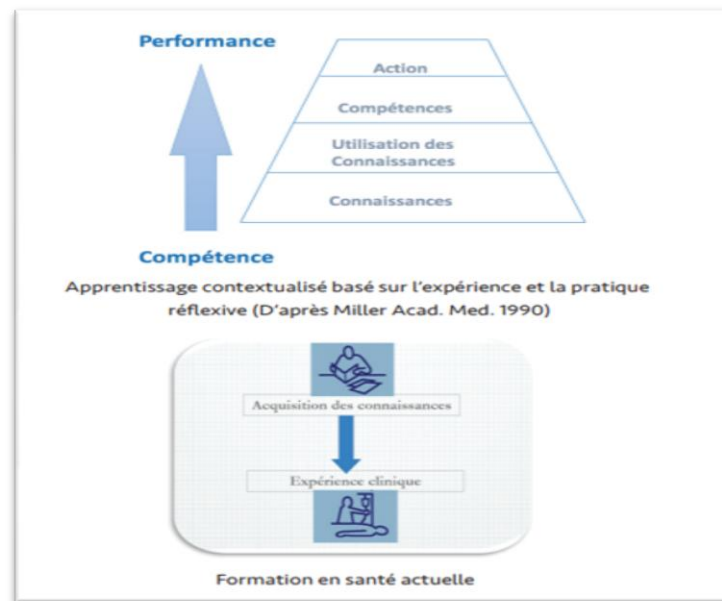 Performance
Action
Compétences
Utilisation des
Connaissances
Connaissances
Compétence
Apprentissage contextualisé basé sur l'expérience et la pratique
réflexive (D'après Miller Acad. Med. 1990)
Acquisition des connaissances
Expérience clinique
Formation en santé actuelle